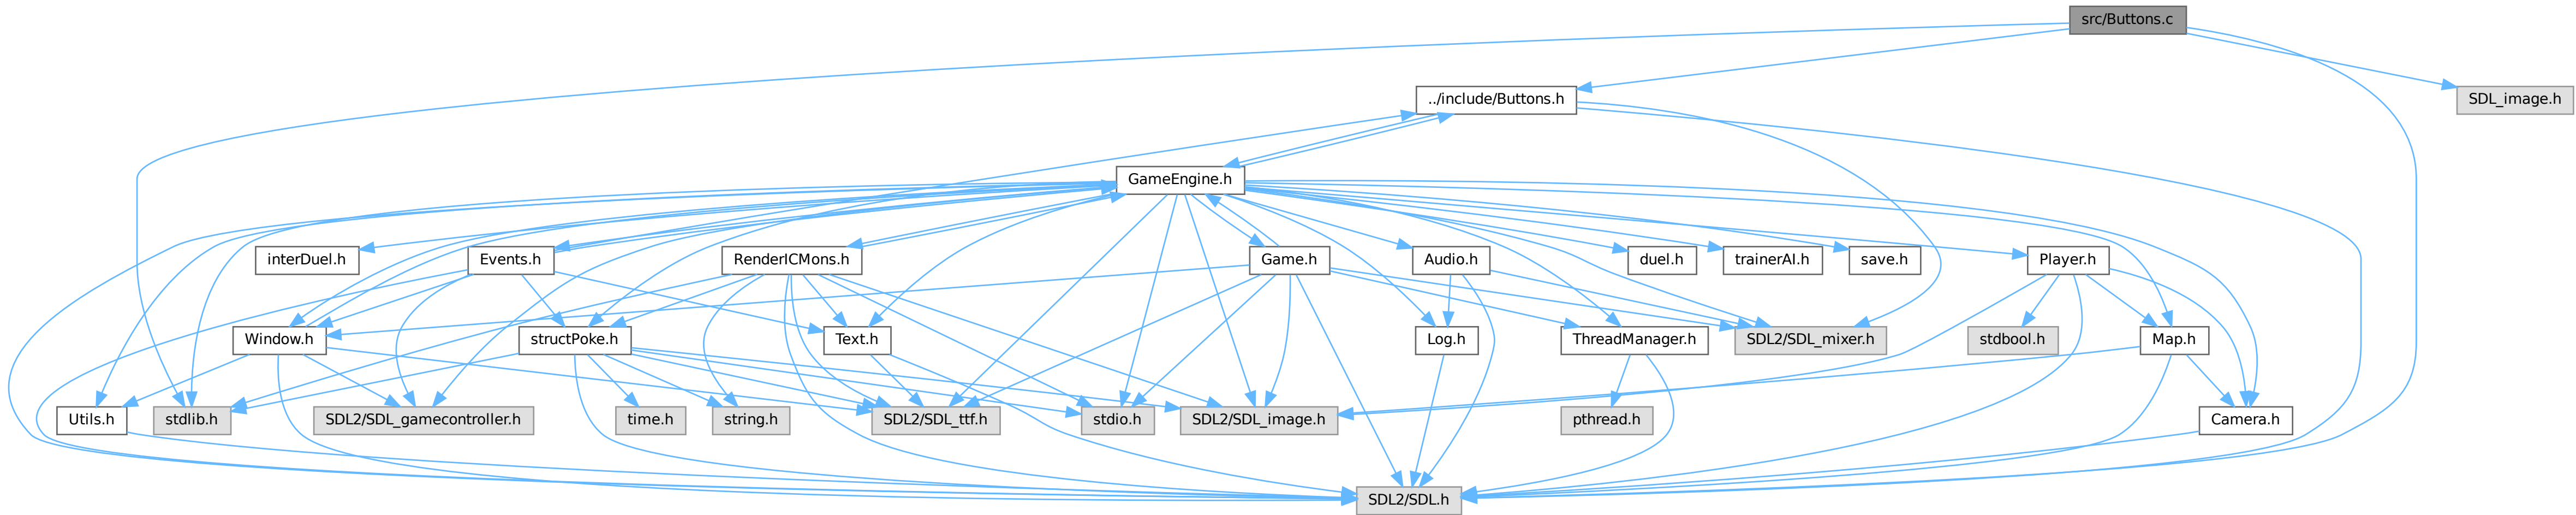 src/Buttons.c
../include/Buttons.h
SDL_image.h
GameEngine.h
interDuel.h
Events.h
RenderICMons.h
Game.h
Audio.h
duel.h
trainerAI.h
save.h
Player.h
Window.h
structPoke.h
Text.h
Log.h
ThreadManager.h
SDL2/SDL_mixer.h
stdbool.h
Map.h
Utils.h
stdlib.h
SDL2/SDL_gamecontroller.h
time.h
string.h
SDL2/SDL_ttf.h
stdio.h
SDL2/SDL_image.h
pthread.h
Camera.h
SDL2/SDL.h